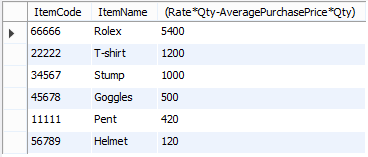 ItemCode ItemName (Rate*Qty-AveragePurchasePrice*Qty)
66666 Rolex 5400
22222 T-shirt 1200
34567 Stump 1000
45678 Goggles 500
11111 Pent 420
56789 Helmet 120